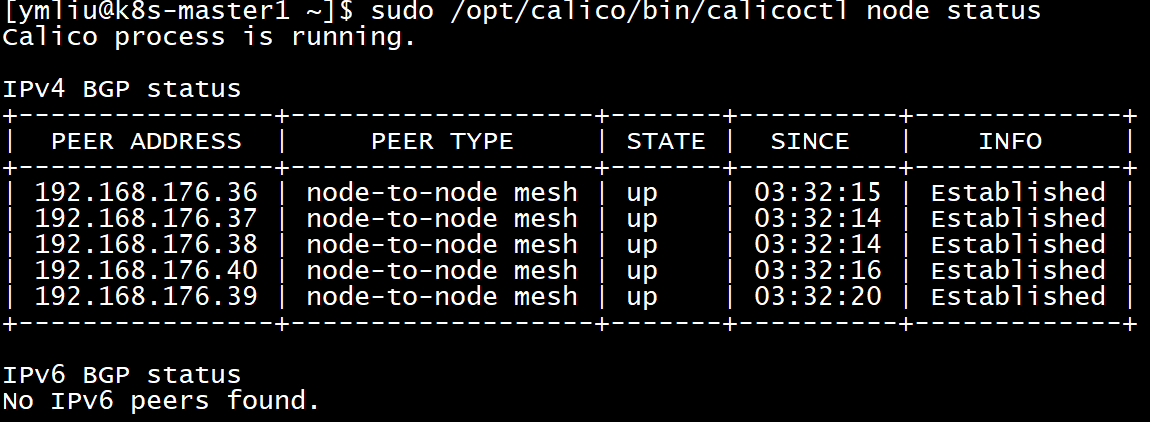 [ymliu@k8s-master1 ~]$ sudo /opt/calico/bin/calicoctl node status
Calico process is running.

IPv4 BGP status
+----------------+-------------------+-------+----------+-------------+
|  PEER ADDRESS  |     PEER TYPE     | STATE |  SINCE   |    INFO     |
+----------------+-------------------+-------+----------+-------------+
| 192.168.176.36 | node-to-node mesh | up    | 03:32:15 | Established |
| 192.168.176.37 | node-to-node mesh | up    | 03:32:14 | Established |
| 192.168.176.38 | node-to-node mesh | up    | 03:32:14 | Established |
| 192.168.176.40 | node-to-node mesh | up    | 03:32:16 | Established |
| 192.168.176.39 | node-to-node mesh | up    | 03:32:20 | Established |
+----------------+-------------------+-------+----------+-------------+

IPv6 BGP status
No IPv6 peers found.